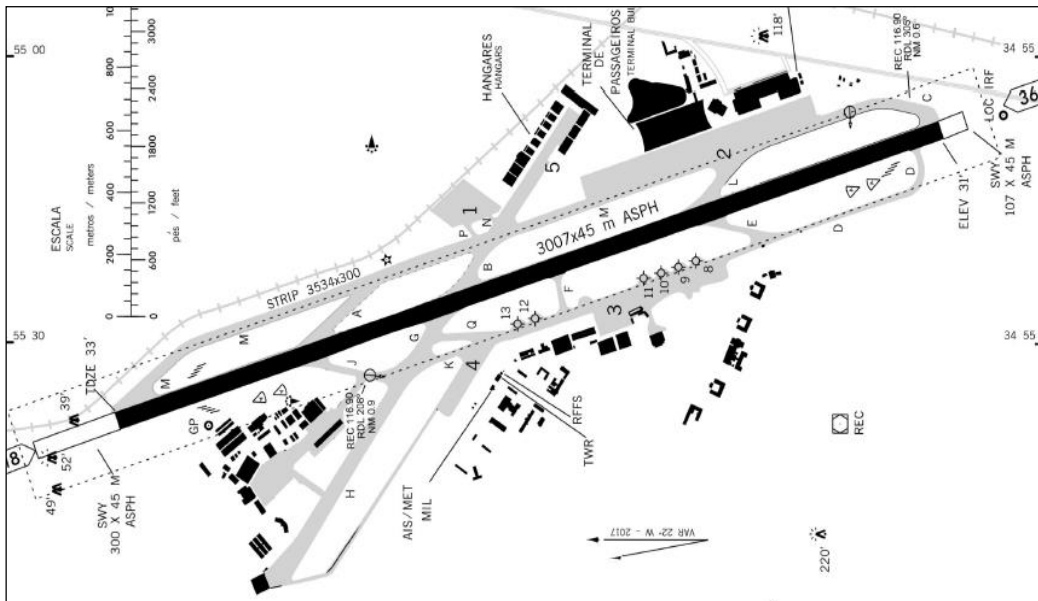 3000
2400
1800
1200
600
0
800
600
400
200
0
ESCALA
SCALE
metros / meters
pés / feet
55 00
55 30
34 55
34 55
HANGARES
HANGARS
TERMINAL
DE
PASSAGEIROS
118'
REC 116.90
RDL 305°
NM 0.6
LOC IRF
36
C
SWY
107 X 45 M
ASPH
ELEV 31'
D
D
E
L
2
5
1
P
N
M
3007x45 m ASPH
STRIP 3534x300
B
A
M
M
F
G
Q
J
K
4
3
13
12
11
10
9
8
TDZE 33'
39'
52'
49'
GP
SWY
300 X 45 M
ASPH
REC 116.90
RDL 208°
NM 0.9
H
AIS/MET
MIL
RFFS
TWR
REC
VAR 22° W - 2017
220'